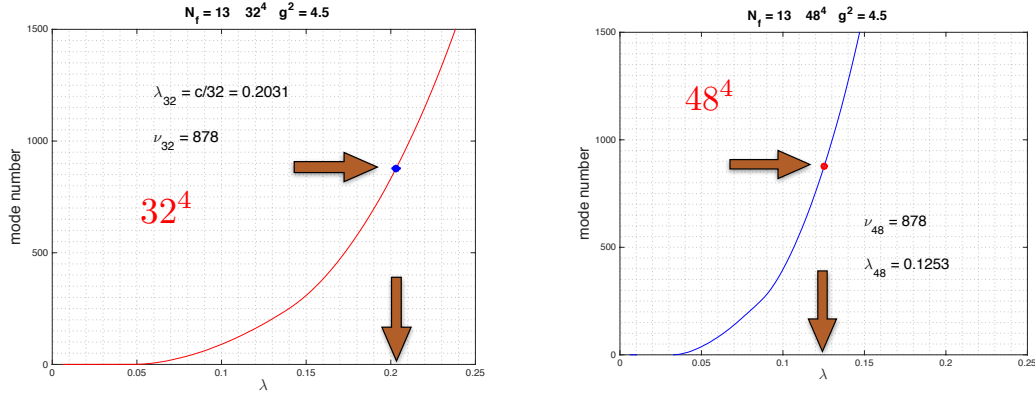 N_f = 13 32^4 g^2 = 4.5
1500
1000
500
0
mode number
λ_32 = c/32 = 0.2031
ν_32 = 878
32^4
0.05
0.1
0.15
0.2
0.25
λ
N_f = 13 48^4 g^2 = 4.5
1500
1000
500
0
mode number
48^4
ν_48 = 878
λ_48 = 0.1253
0
0.05
0.1
0.15
0.2
0.25
λ